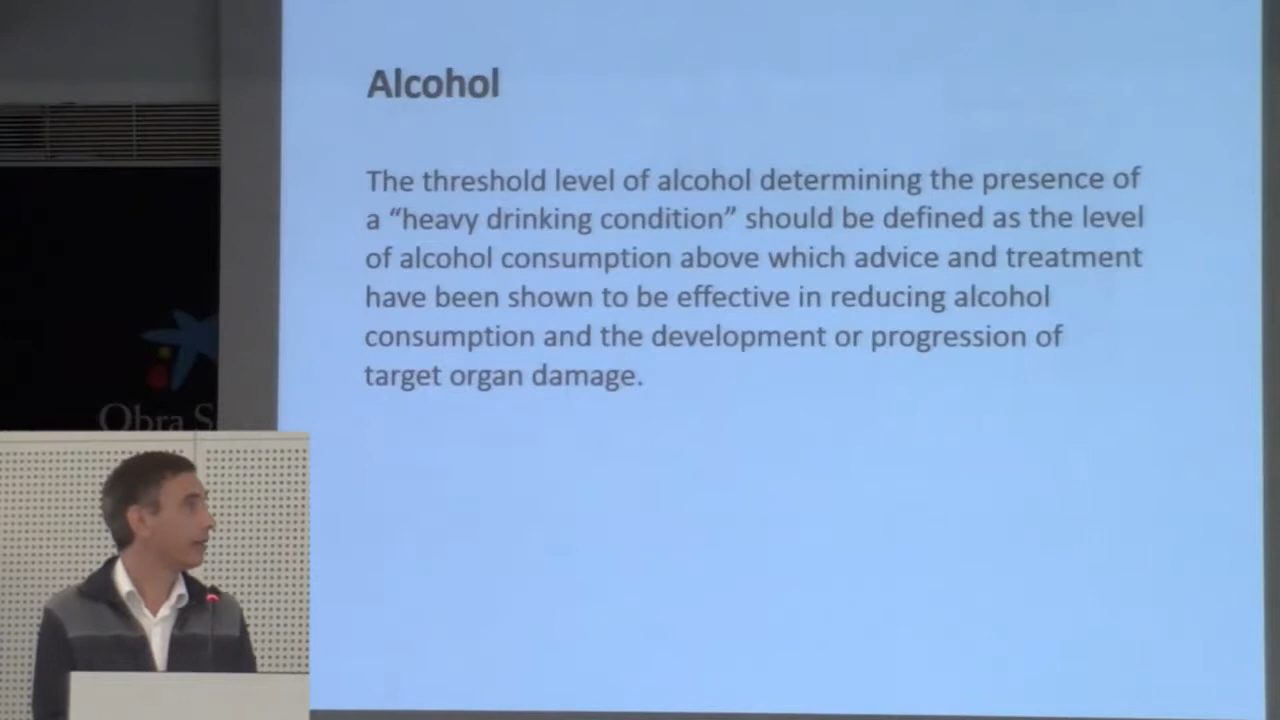 Alcohol
The threshold level of alcohol determining the presence of
a “heavy drinking condition” should be defined as the level
of alcohol consumption above which advice and treatment
have been shown to be effective in reducing alcohol
consumption and the development or progression of
target organ damage.
Obra S